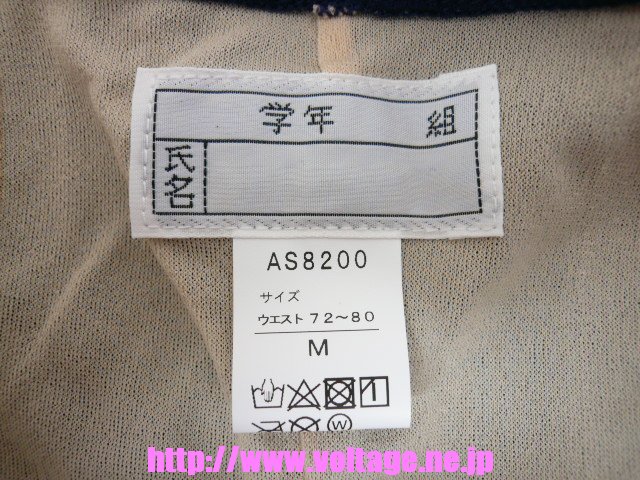 学年 組
氏名
AS8200
サイズ
ウエスト72～80
M
W
http://www.voltage.ne.jp